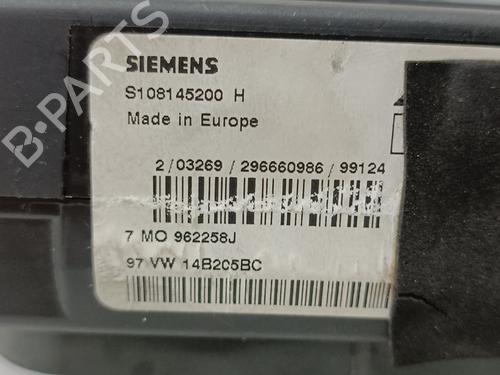 B-PARTS
SIEMENS
S108145200 H
Made in Europe
2/03269/296660986/99124
7 MO 962258J
97 VW 14B205BC